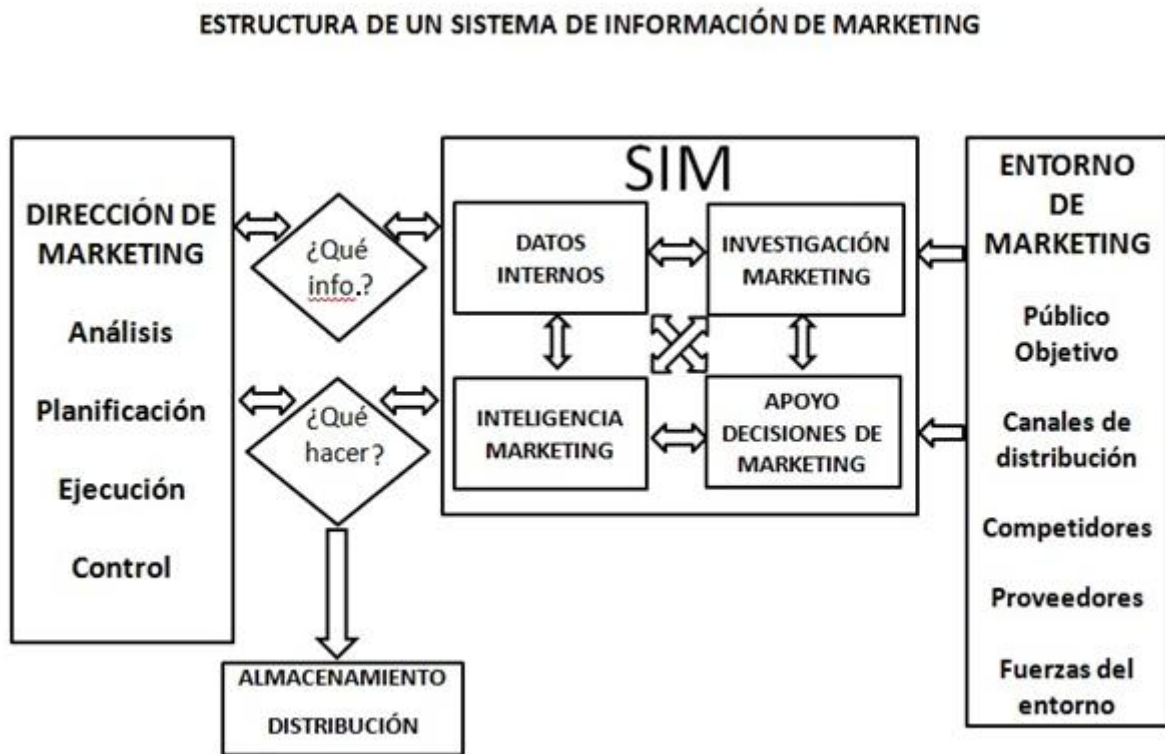 ESTRUCTURA DE UN SISTEMA DE INFORMACIÓN DE MARKETING
DIRECCIÓN DE
MARKETING
Análisis
Planificación
Ejecución
Control
¿Qué
info.?
¿Qué
hacer?
ALMACENAMIENTO
DISTRIBUCIÓN
SIM
DATOS
INTERNOS
INVESTIGACIÓN
MARKETING
INTELIGENCIA
MARKETING
APOYO
DECISIONES DE
MARKETING
ENTORNO
DE
MARKETING
Público
Objetivo
Canales de
distribución
Competidores
Proveedores
Fuerzas del
entorno